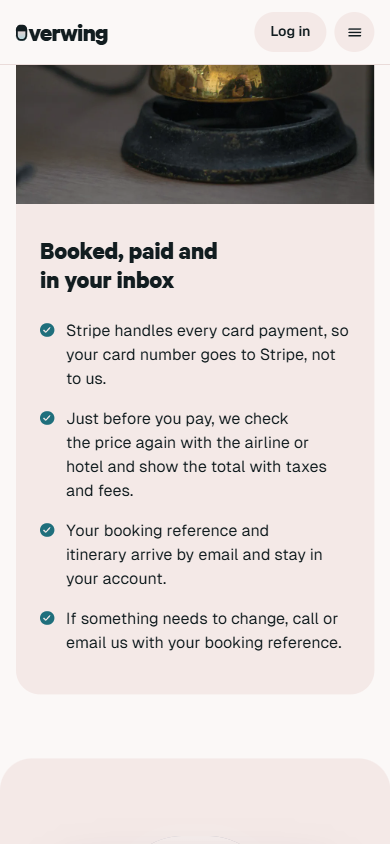 Overwing
Log in
Booked, paid and
in your inbox
Stripe handles every card payment, so
your card number goes to Stripe, not
to us.
Just before you pay, we check
the price again with the airline or
hotel and show the total with taxes
and fees.
Your booking reference and
itinerary arrive by email and stay in
your account.
If something needs to change, call or
email us with your booking reference.